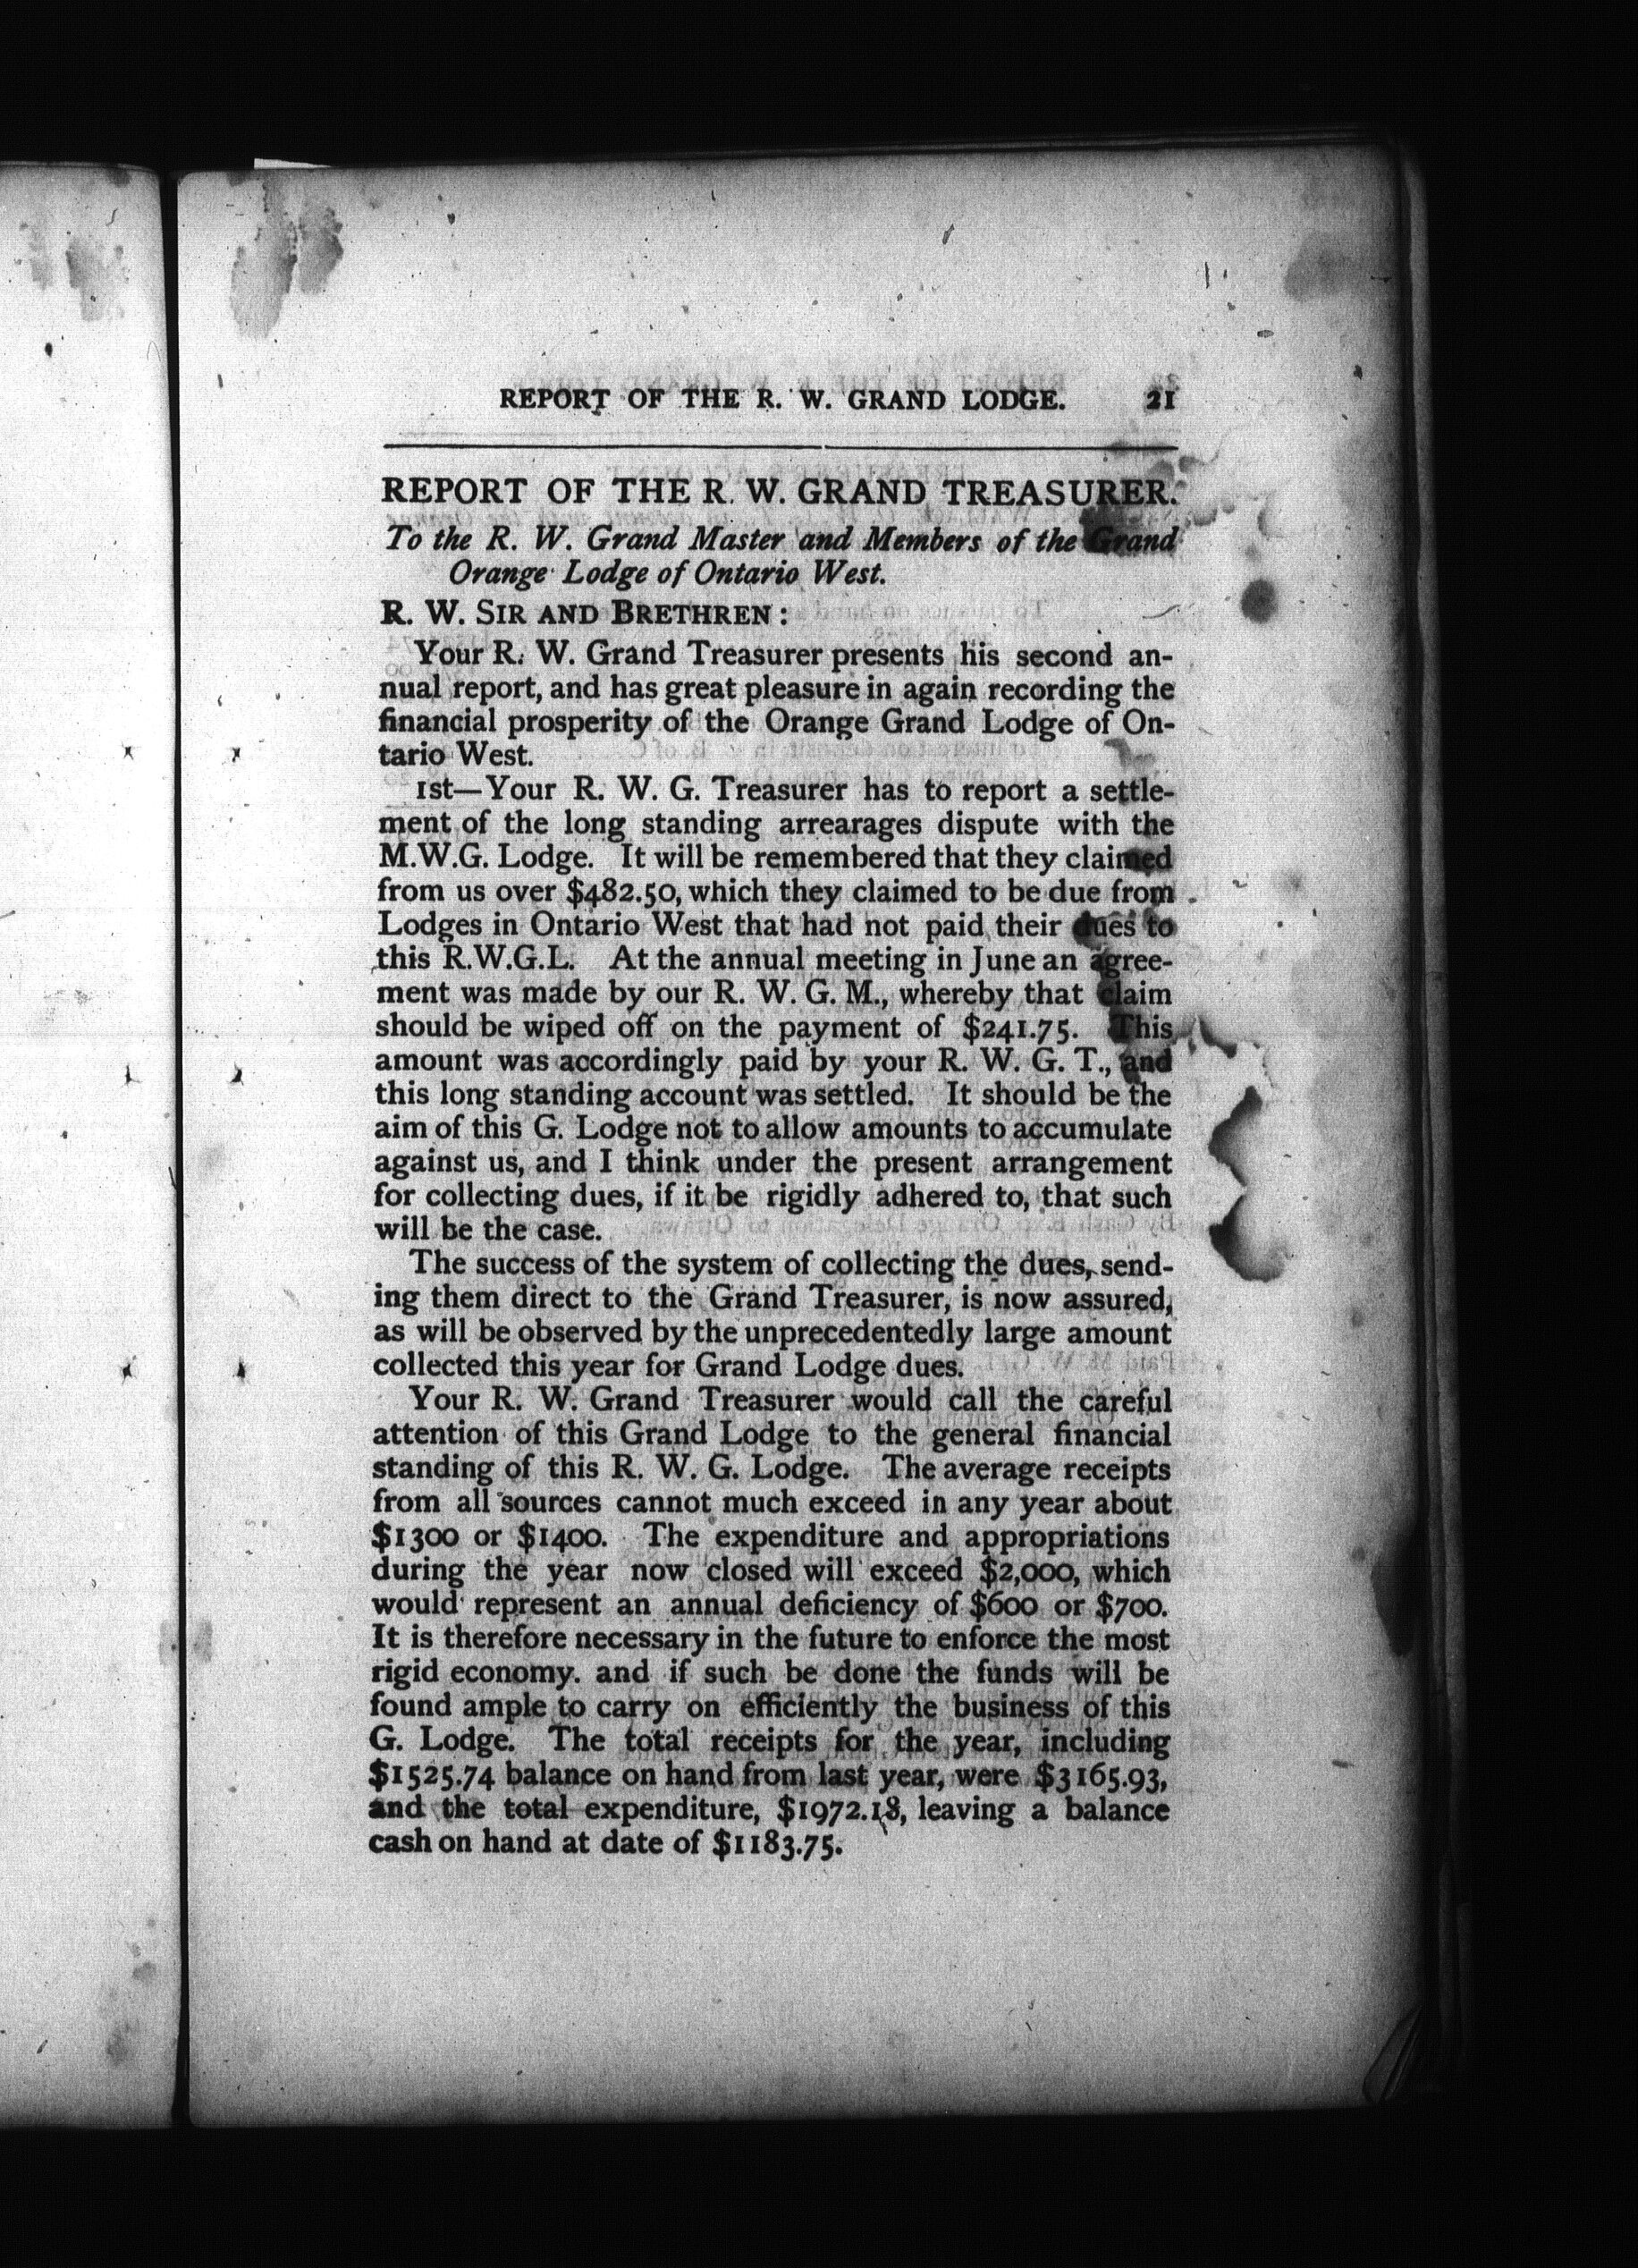 REPORT OF THE R. W. GRAND LODGE. 21
REPORT OF THE R. W. GRAND TREASURER.
To the R. W. Grand Master and Members of the Grand
Orange Lodge of Ontario West.
R. W. SIR AND BRETHREN:
Your R. W. Grand Treasurer presents his second an-
nual report, and has great pleasure in again recording the
financial prosperity of the Orange Grand Lodge of On-
tario West.
1st—Your R. W. G. Treasurer has to report a settle-
ment of the long standing arrearages dispute with the
M.W.G. Lodge. It will be remembered that they claimed
from us over $482.50, which they claimed to be due from
Lodges in Ontario West that had not paid their dues to
this R.W.G.L. At the annual meeting in June an agree-
ment was made by our R. W. G. M., whereby that claim
should be wiped off on the payment of $241.75. This
amount was accordingly paid by your R. W. G. T., and
this long standing account was settled. It should be the
aim of this G. Lodge not to allow amounts to accumulate
against us, and I think under the present arrangement
for collecting dues, if it be rigidly adhered to, that such
will be the case.
The success of the system of collecting the dues, send-
ing them direct to the Grand Treasurer, is now assured,
as will be observed by the unprecedentedly large amount
collected this year for Grand Lodge dues.
Your R. W. Grand Treasurer would call the careful
attention of this Grand Lodge to the general financial
standing of this R. W. G. Lodge. The average receipts
from all sources cannot much exceed in any year about
$1300 or $1400. The expenditure and appropriations
during the year now closed will exceed $2,000, which
would represent an annual deficiency of $600 or $700.
It is therefore necessary in the future to enforce the most
rigid economy. and if such be done the funds will be
found ample to carry on efficiently the business of this
G. Lodge. The total receipts for the year, including
$1525.74 balance on hand from last year, were $3165.93,
and the total expenditure, $1972.18, leaving a balance
cash on hand at date of $1183.75.